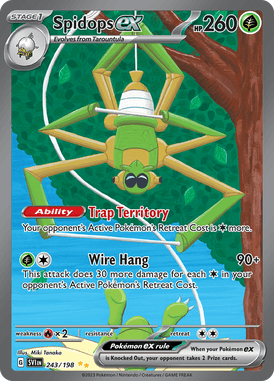 STAGE 1
Spidops ex
HP 260
Evolves from Tarountula
Ability Trap Territory
Your opponent's Active Pokémon's Retreat Cost is more.
Wire Hang 90+
This attack does 30 more damage for each in your
opponent's Active Pokémon's Retreat Cost.
Illus. Miki Tanaka
weakness ×2 resistance retreat
G SVI EN 243/198
Pokémon ex rule
When your Pokémon ex
is Knocked Out, your opponent takes 2 Prize cards.
©2023 Pokémon / Nintendo / Creatures / GAME FREAK